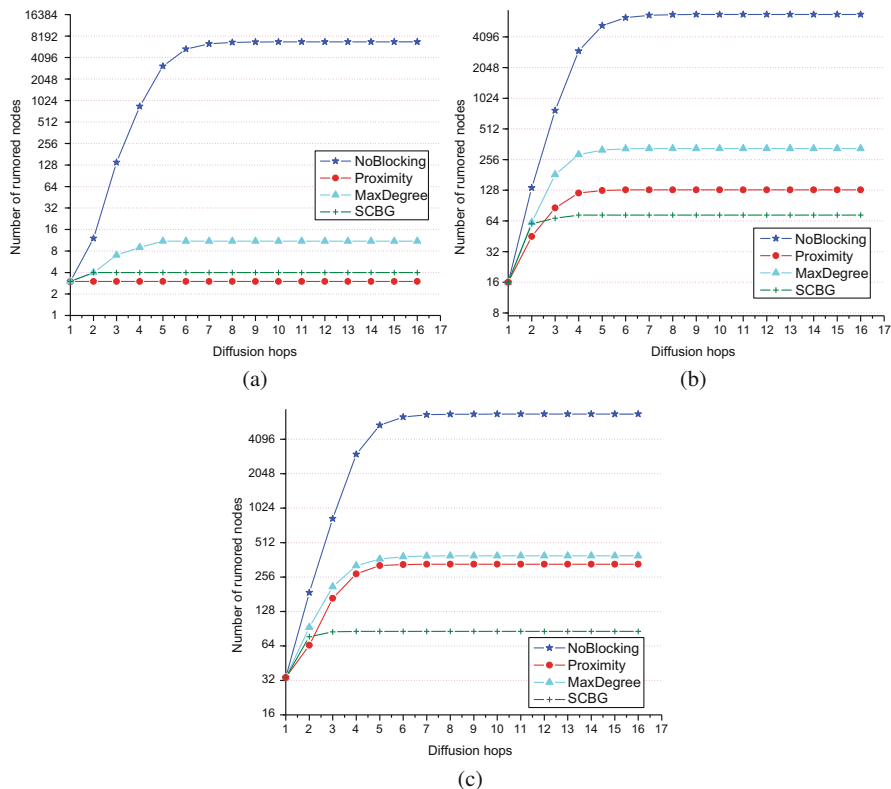 16384
8192
4096
2048
1024
512
256
128
64
32
16
8
4
2
1
Number of rumored nodes
NoBlocking
Proximity
MaxDegree
SCBG
1 2 3 4 5 6 7 8 9 10 11 12 13 14 15 16 17
Diffusion hops
(a)
4096
2048
1024
512
256
128
64
32
16
8
Number of rumored nodes
NoBlocking
Proximity
MaxDegree
SCBG
1 2 3 4 5 6 7 8 9 10 11 12 13 14 15 16 17
Diffusion hops
(b)
4096
2048
1024
512
256
128
64
32
16
Number of rumored nodes
NoBlocking
Proximity
MaxDegree
SCBG
1 2 3 4 5 6 7 8 9 10 11 12 13 14 15 16 17
Diffusion hops
(c)